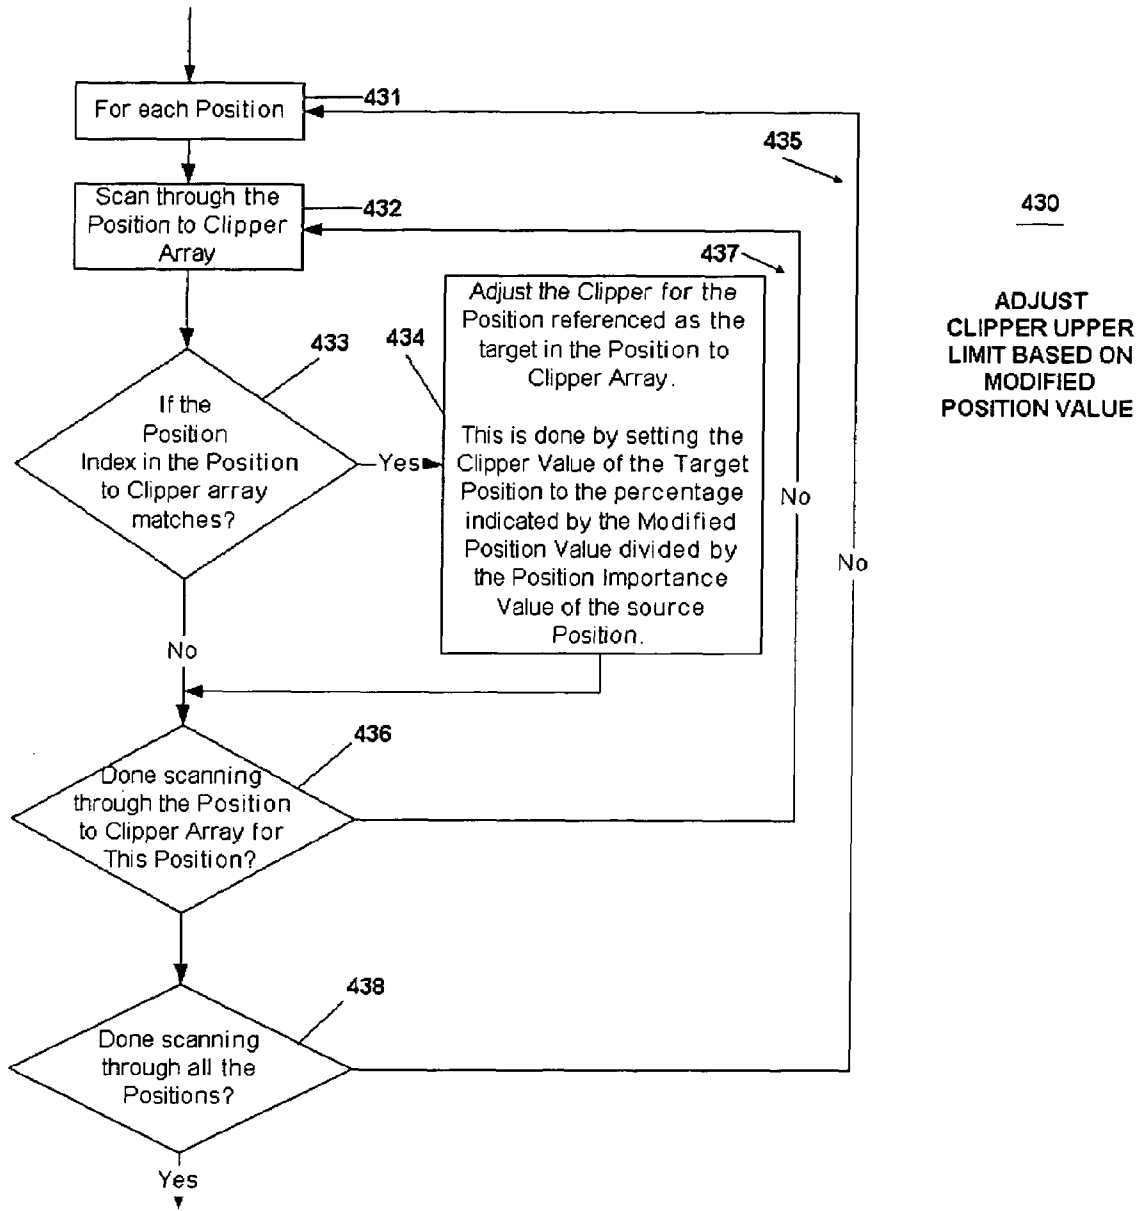 For each Position
431
435
Scan through the
Position to Clipper
Array
432
430
437
ADJUST
CLIPPER UPPER
LIMIT BASED ON
MODIFIED
POSITION VALUE
433
434
Adjust the Clipper for the
Position referenced as the
target in the Position to
Clipper Array.
This is done by setting the
Clipper Value of the Target
Position to the percentage
indicated by the Modified
Position Value divided by
the Position Importance
Value of the source
Position.
If the
Position
Index in the Position
to Clipper array
matches?
Yes
No
No
No
436
Done scanning
through the Position
to Clipper Array for
This Position?
438
Done scanning
through all the
Positions?
Yes